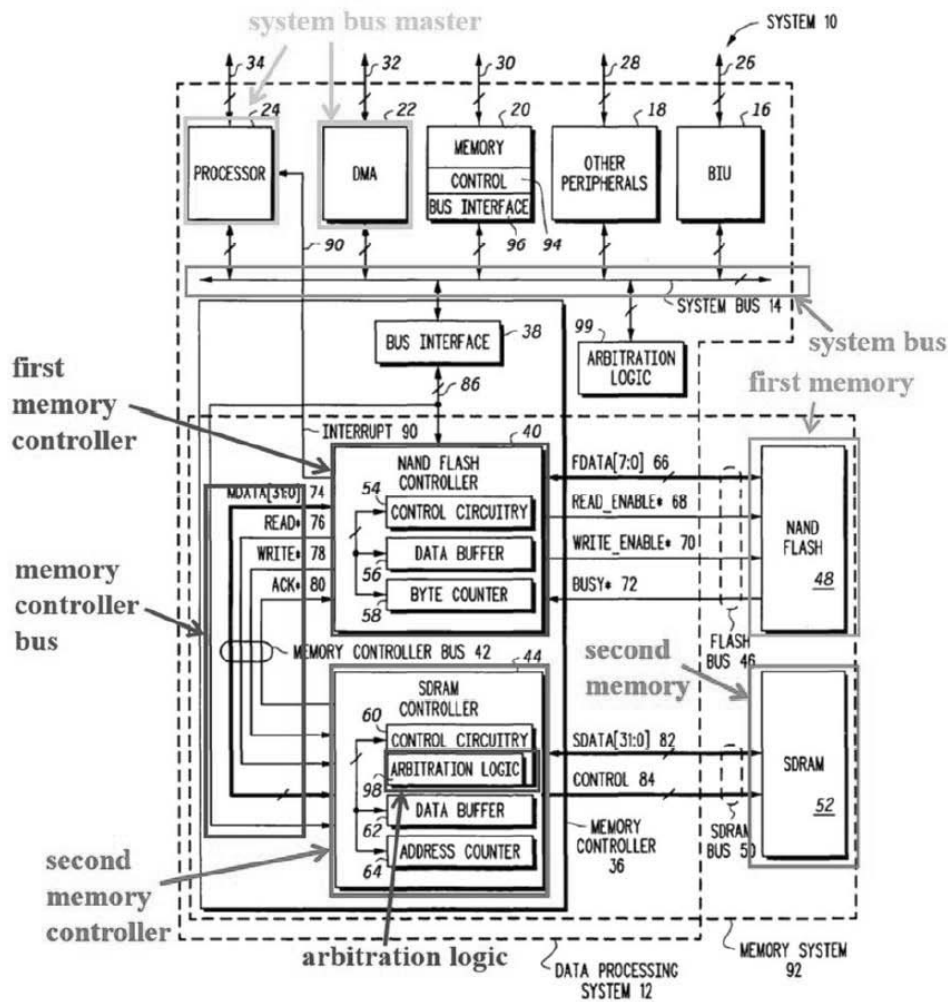 system bus master
SYSTEM 10
34
32
30
28
26
24
22
20
18
16
PROCESSOR
DMA
MEMORY
CONTROL
BUS INTERFACE
OTHER
PERIPHERALS
BIU
90
96
94
SYSTEM BUS 14
BUS INTERFACE
38
99
ARBITRATION
LOGIC
system bus
86
first
memory
controller
first memory
INTERRUPT 90
40
NAND FLASH
CONTROLLER
FDATA[7:0] 66
MDATA[31:0] 74
54
CONTROL CIRCUITRY
READ_ENABLE* 68
READ* 76
NAND
FLASH
48
WRITE* 78
DATA BUFFER
56
WRITE_ENABLE* 70
ACK* 80
BYTE COUNTER
58
BUSY* 72
memory
controller
bus
MEMORY CONTROLLER BUS 42
44
FLASH
BUS 46
second
memory
SDRAM
CONTROLLER
60
CONTROL CIRCUITRY
SDATA[31:0] 82
ARBITRATION LOGIC
98
CONTROL 84
SDRAM
52
DATA BUFFER
62
ADDRESS COUNTER
64
MEMORY
CONTROLLER
36
SDRAM
BUS 50
second
memory
controller
arbitration logic
DATA PROCESSING
SYSTEM 12
MEMORY SYSTEM
92